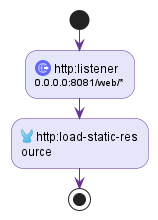 http:listener
0.0.0.0:8081/web/*
http:load-static-res
ource